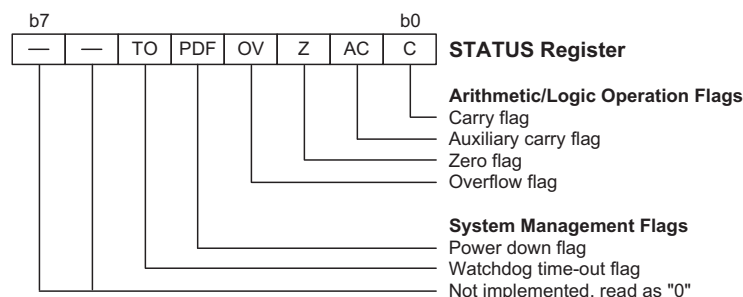 b7 b0
— — TO PDF OV Z AC C STATUS Register
Arithmetic/Logic Operation Flags
Carry flag
Auxiliary carry flag
Zero flag
Overflow flag
System Management Flags
Power down flag
Watchdog time-out flag
Not implemented, read as "0"